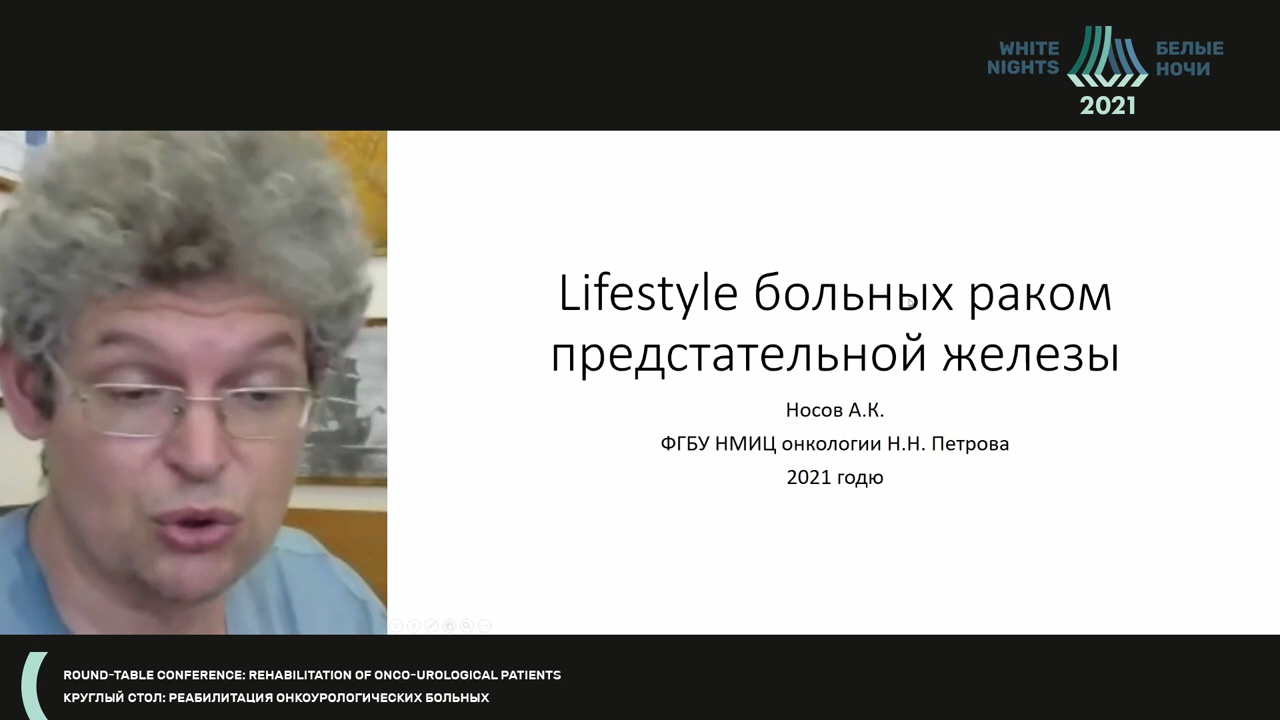 WHITE
NIGHTS
БЕЛЫЕ
НОЧИ
2021
Lifestyle больных раком
предстательной железы
Носов А.К.
ФГБУ НМИЦ онкологии Н.Н. Петрова
2021 годю
ROUND-TABLE CONFERENCE: REHABILITATION OF ONCO-UROLOGICAL PATIENTS
КРУГЛЫЙ СТОЛ: РЕАБИЛИТАЦИЯ ОНКОУРОЛОГИЧЕСКИХ БОЛЬНЫХ